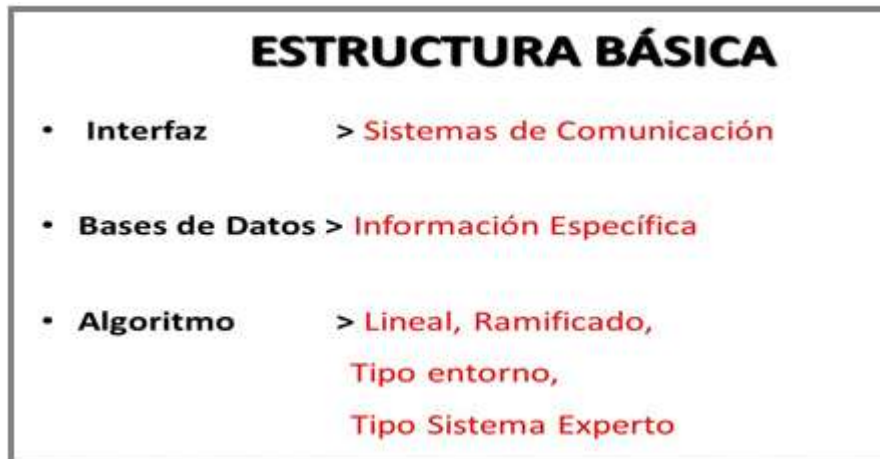 ESTRUCTURA BÁSICA
• Interfaz > Sistemas de Comunicación
• Bases de Datos > Información Específica
• Algoritmo > Lineal, Ramificado,
Tipo entorno,
Tipo Sistema Experto